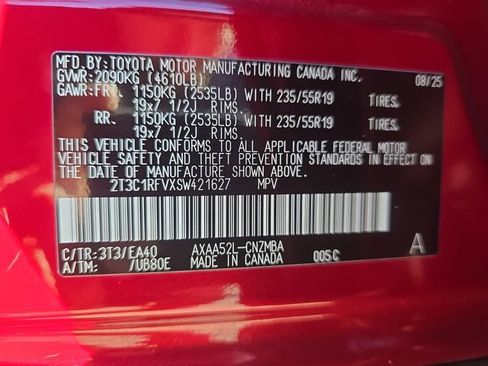 MFD.BY:TOYOTA MOTOR MANUFACTURING CANADA INC. 08/25
GVWR:2090KG (4610LB)
GAWR:FR. 1150KG (2535LB) WITH 235/55R19 TIRES,
19x7 1/2J RIMS.
RR. 1150KG (2535LB) WITH 235/55R19 TIRES,
19x7 1/2J RIMS.
THIS VEHICLE CONFORMS TO ALL APPLICABLE FEDERAL MOTOR
VEHICLE SAFETY AND THEFT PREVENTION STANDARDS IN EFFECT ON
THE DATE OF MANUFACTURE SHOWN ABOVE.
2T3C1RFVXSW421627 MPV
C/TR:3T3/EA40 AXAA52L-CNZMBA
A/TM: /UB80E 005C A